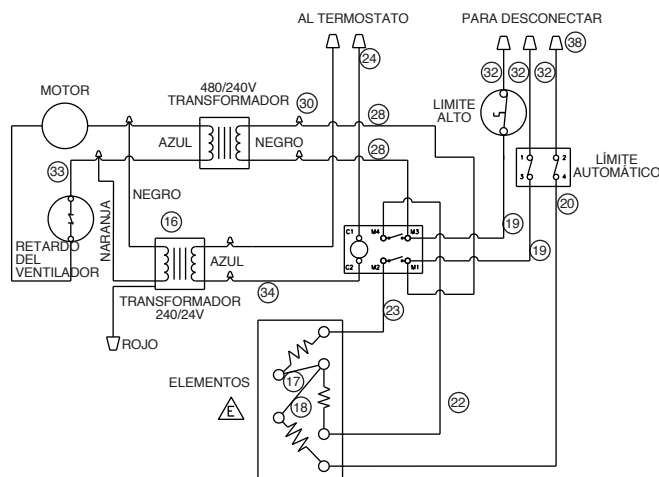 AL TERMOSTATO
PARA DESCONECTAR
24
32
32
32
38
MOTOR
480/240V
TRANSFORMADOR
30
28
LIMITE
ALTO
AZUL
NEGRO
28
33
NARANJA
NEGRO
1
2
3
4
LÍMITE
AUTOMÁTICO
16
20
19
19
C1
M4
M3
C2
M2
M1
RETARDO
DEL
VENTILADOR
AZUL
34
TRANSFORMADOR
240/24V
23
ROJO
ELEMENTOS
17
18
E
22